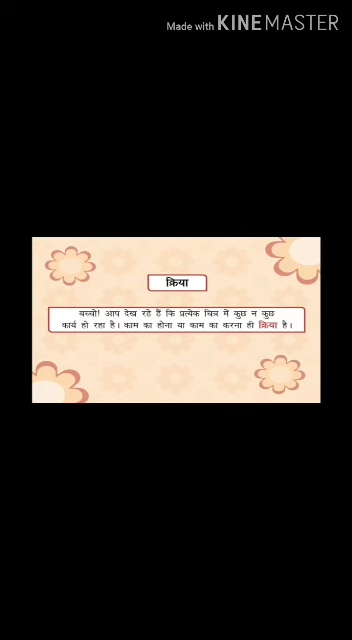 Made with KINEMASTER
क्रिया
बच्चो! आप देख रहे हैं कि प्रत्येक चित्र में कुछ न कुछ
कार्य हो रहा है। काम का होना या काम का करना ही क्रिया है।